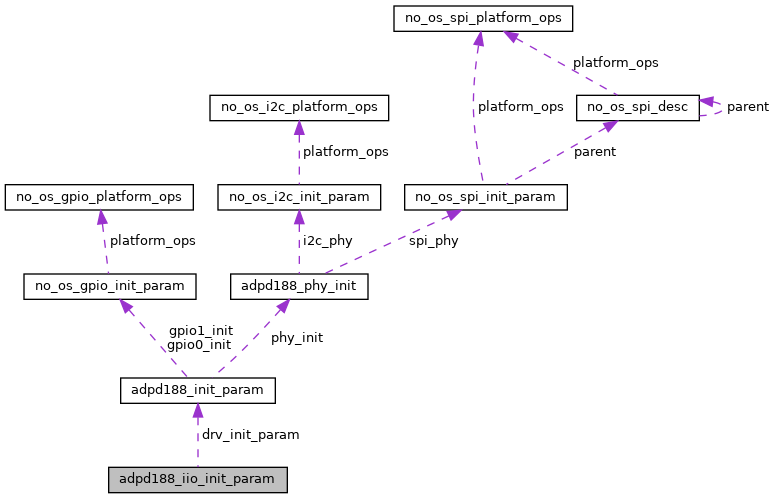 no_os_spi_platform_ops
platform_ops
no_os_i2c_platform_ops
platform_ops
no_os_spi_desc
parent
platform_ops
parent
no_os_gpio_platform_ops
no_os_i2c_init_param
no_os_spi_init_param
platform_ops
i2c_phy
spi_phy
no_os_gpio_init_param
adpd188_phy_init
gpio1_init
gpio0_init
phy_init
adpd188_init_param
drv_init_param
adpd188_iio_init_param